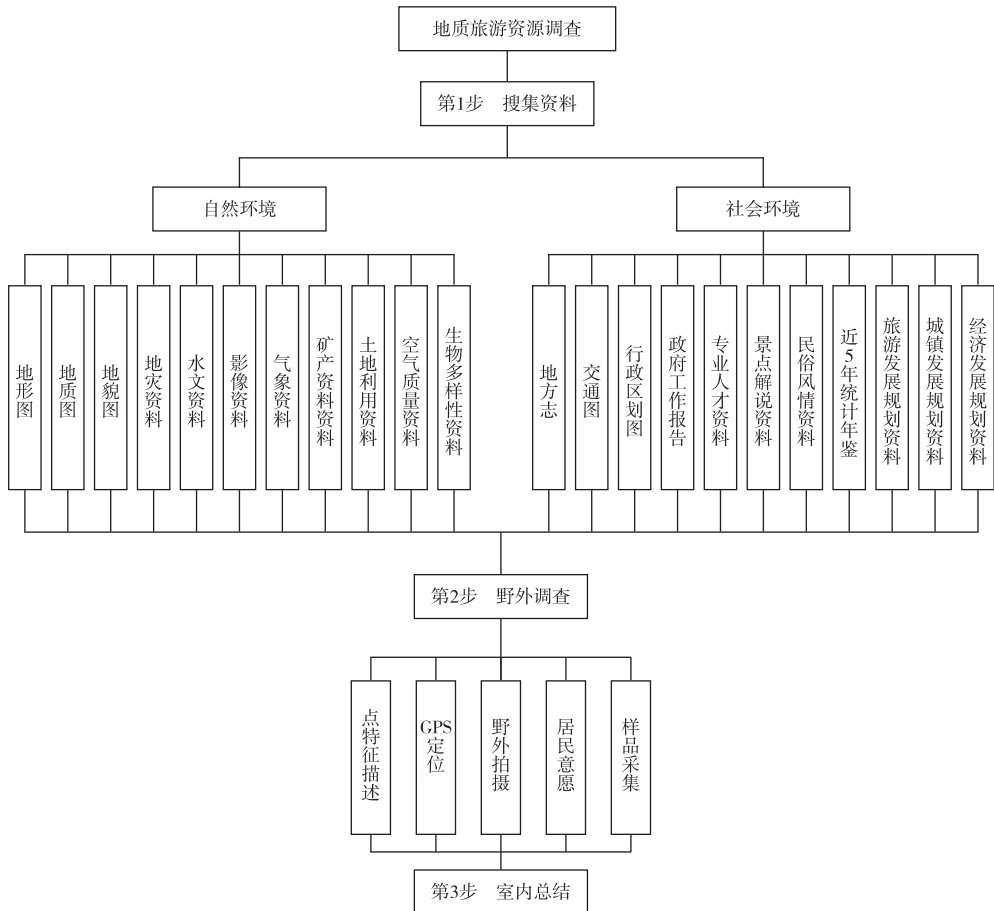 地质旅游资源调查
第1步 搜集资料
自然环境
社会环境
地形图
地质图
地貌图
地灾资料
水文资料
影像资料
气象资料
矿产资料资料
土地利用资料
空气质量资料
生物多样性资料
地方志
交通图
行政区划图
政府工作报告
专业人才资料
景点解说资料
民俗风情资料
近5年统计年鉴
旅游发展规划资料
城镇发展规划资料
经济发展规划资料
第2步 野外调查
点特征描述
GPS定位
野外拍摄
居民意愿
样品采集
第3步 室内总结